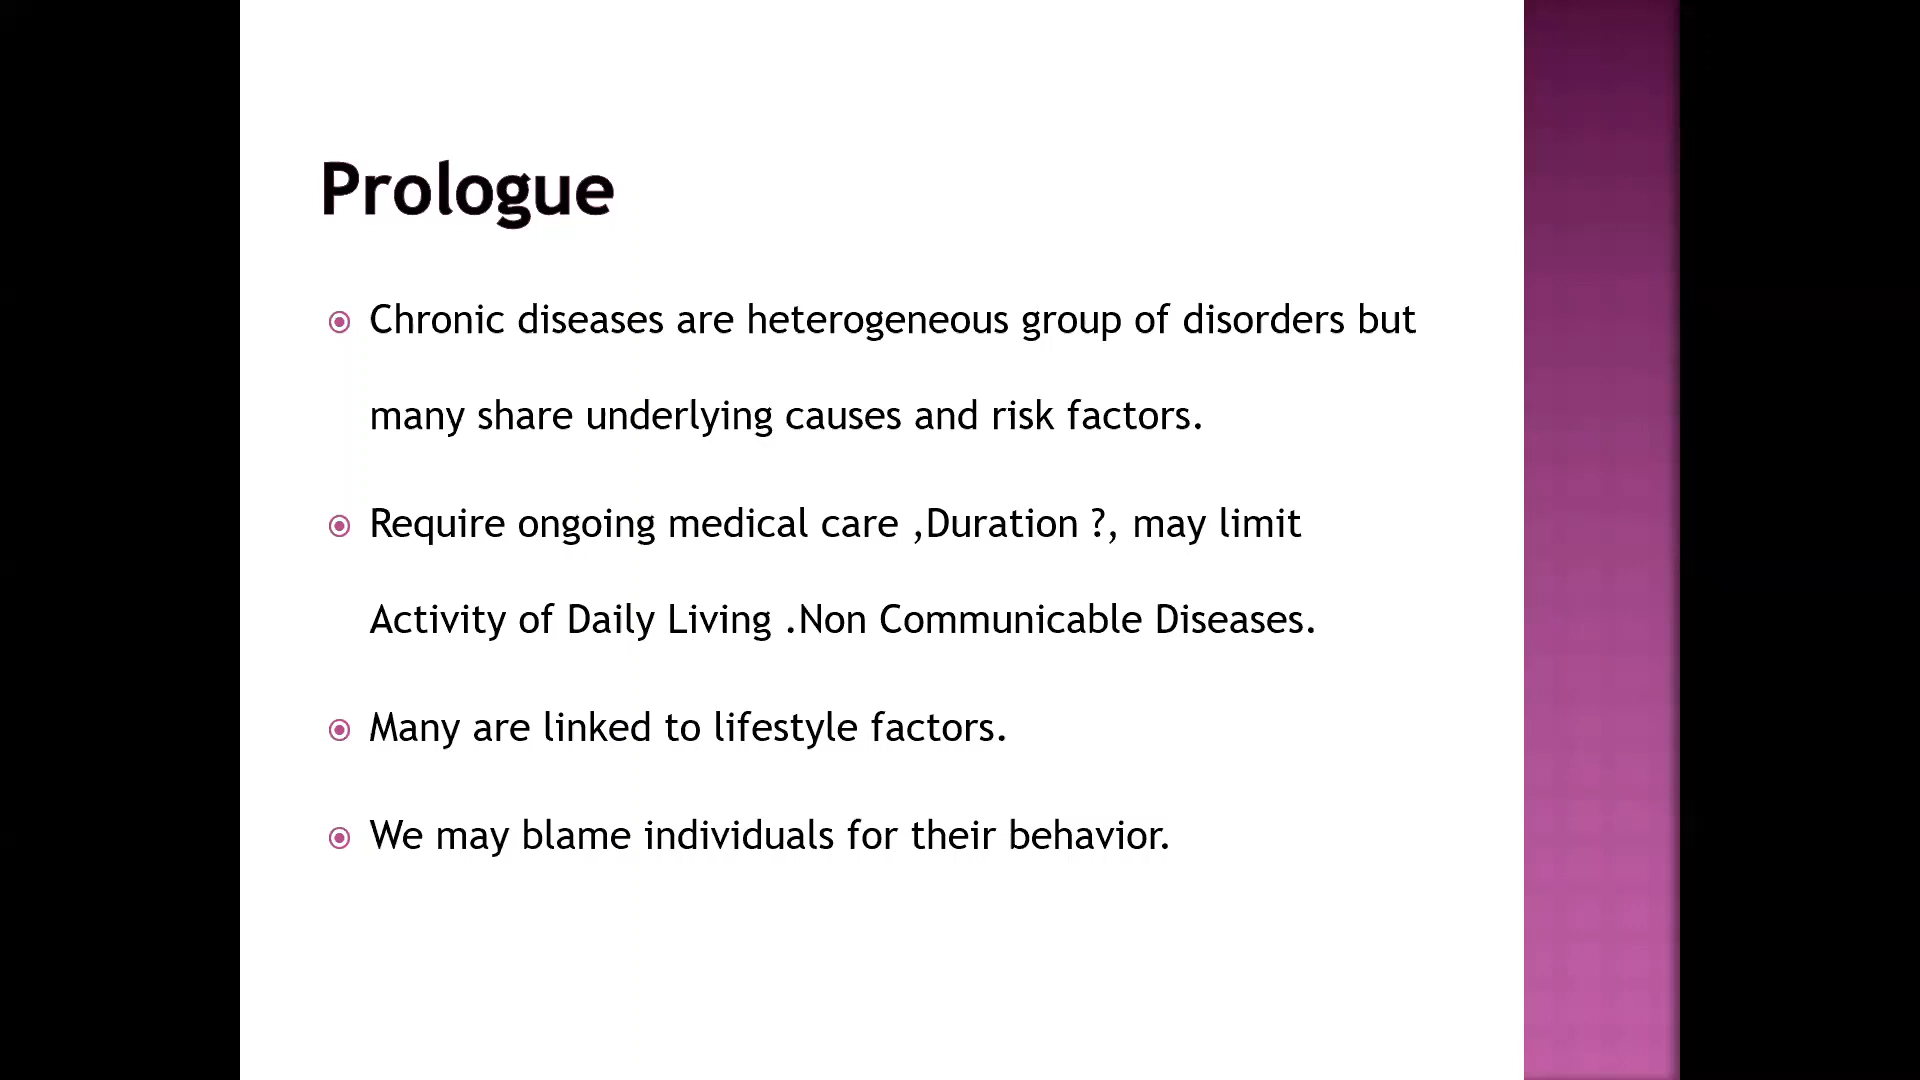 Prologue
Chronic diseases are heterogeneous group of disorders but
many share underlying causes and risk factors.
Require ongoing medical care ,Duration ?, may limit
Activity of Daily Living .Non Communicable Diseases.
Many are linked to lifestyle factors.
We may blame individuals for their behavior.